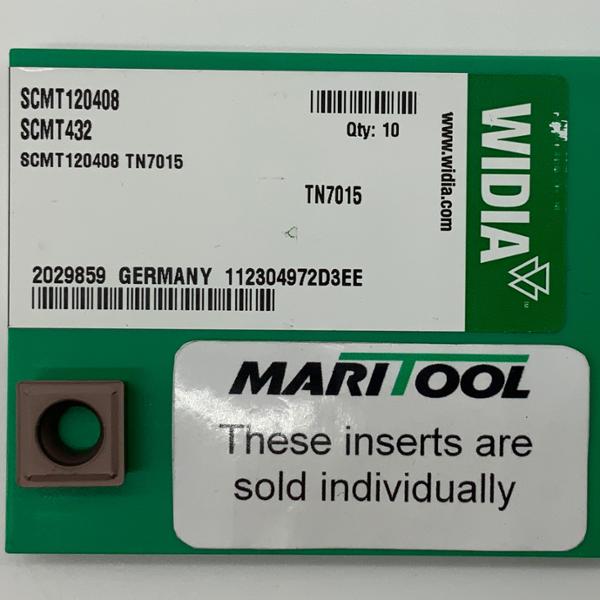 SCMT120408
SCMT432
Qty: 10
SCMT120408 TN7015
TN7015
2029859 GERMANY 112304972D3EE
www.widia.com
WIDIA
TM
MARITOOL
These inserts are
sold individually